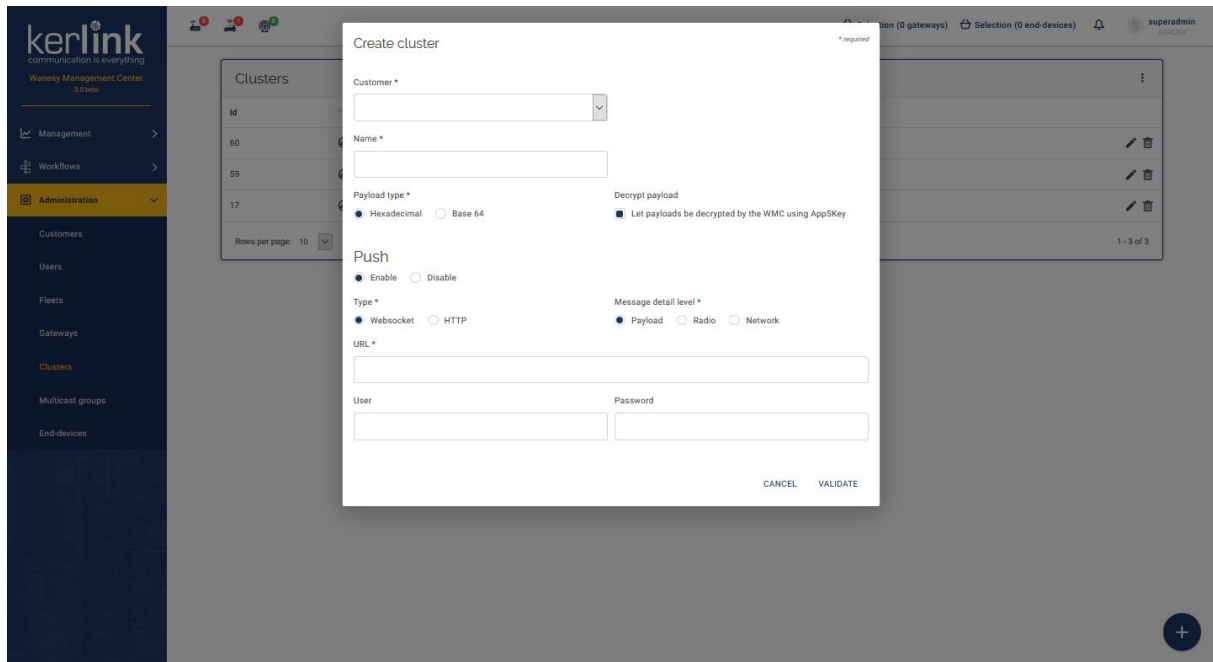 kerlink
communication is everything
Wanesy Management Center
3.0 beta
Management
Workflows
Administration
Customers
Users
Fleets
Gateways
Clusters
Multicast groups
End-devices
0 1 0
(0 gateways) Selection (0 end-devices) S superadmin
Clusters
Id
60
59
17
Rows per page: 10 1 - 3 of 3
Create cluster * required
Customer *
Name *
Payload type * Decrypt payload
Hexadecimal Base 64 Let payloads be decrypted by the WMC using AppSKey
Push
Enable Disable
Type * Message detail level *
Websocket HTTP Payload Radio Network
URL *
User Password
CANCEL VALIDATE
+